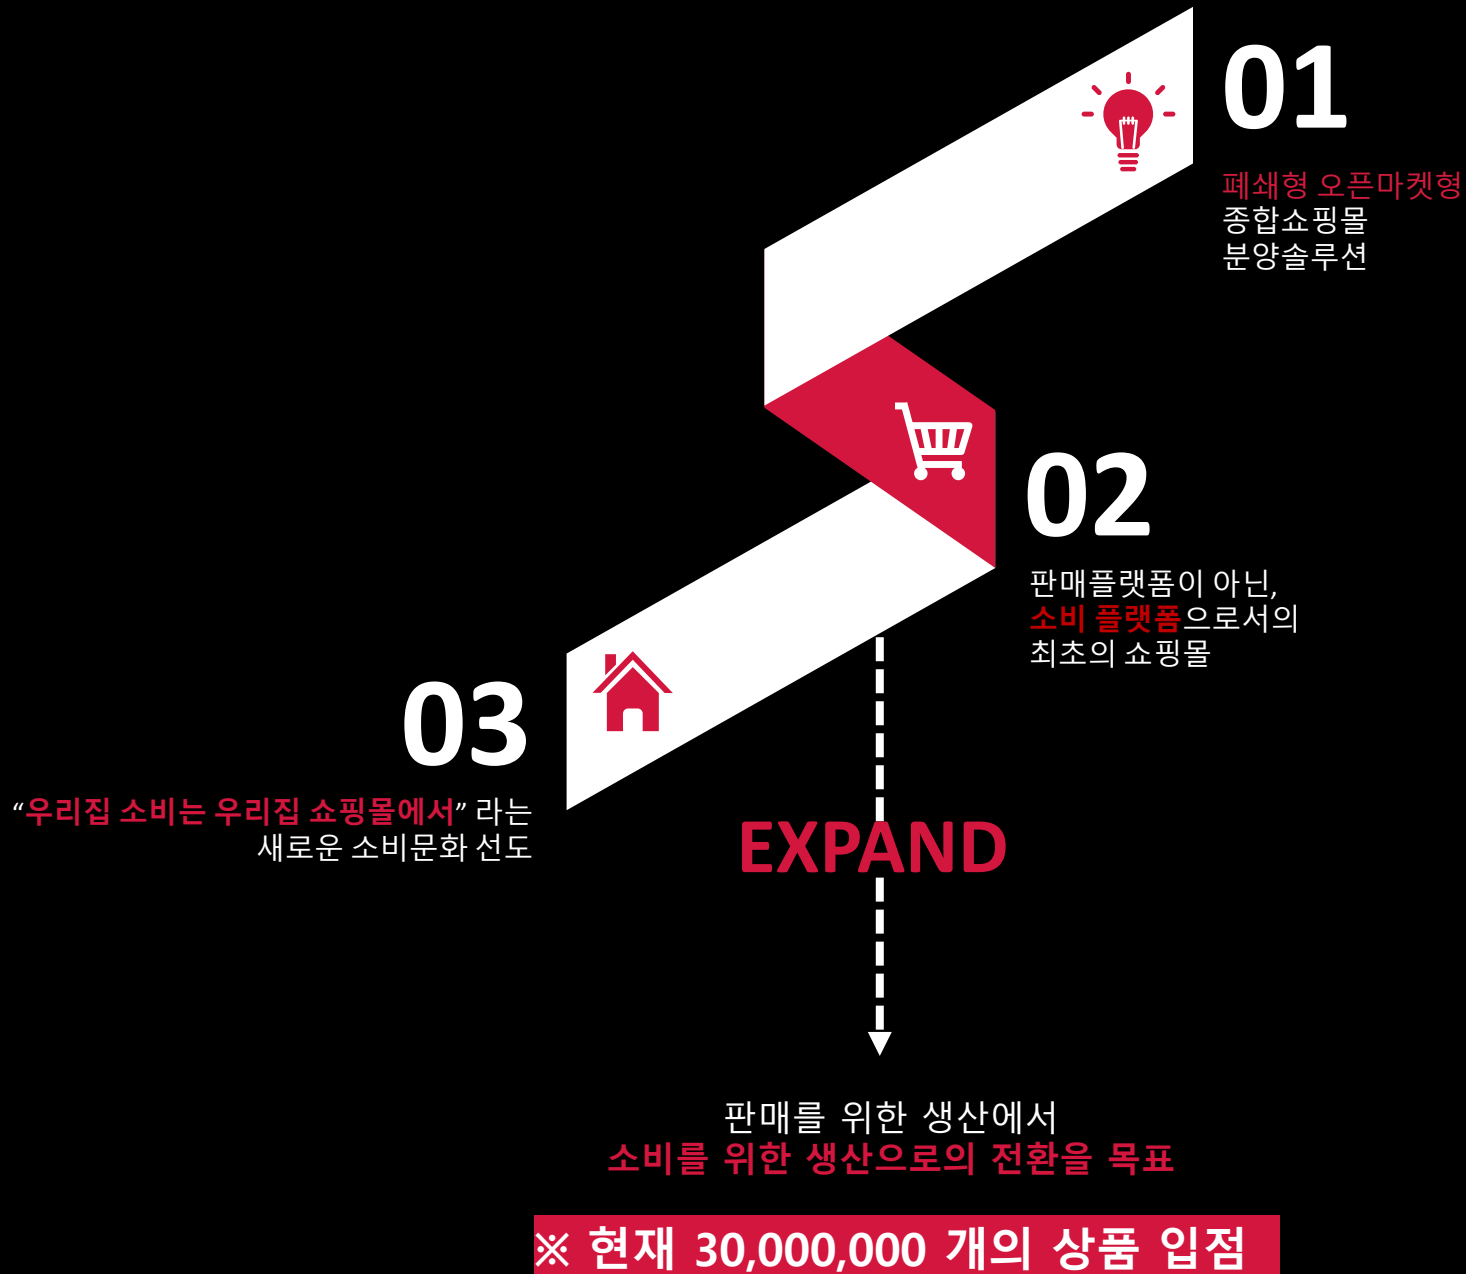 01
폐쇄형 오픈마켓형
종합쇼핑몰
분양솔루션
02
판매플랫폼이 아닌,
소비 플랫폼으로서의
최초의 쇼핑몰
03
“우리집 소비는 우리집 쇼핑몰에서” 라는
새로운 소비문화 선도
EXPAND
판매를 위한 생산에서
소비를 위한 생산으로의 전환을 목표
※ 현재 30,000,000 개의 상품 입점